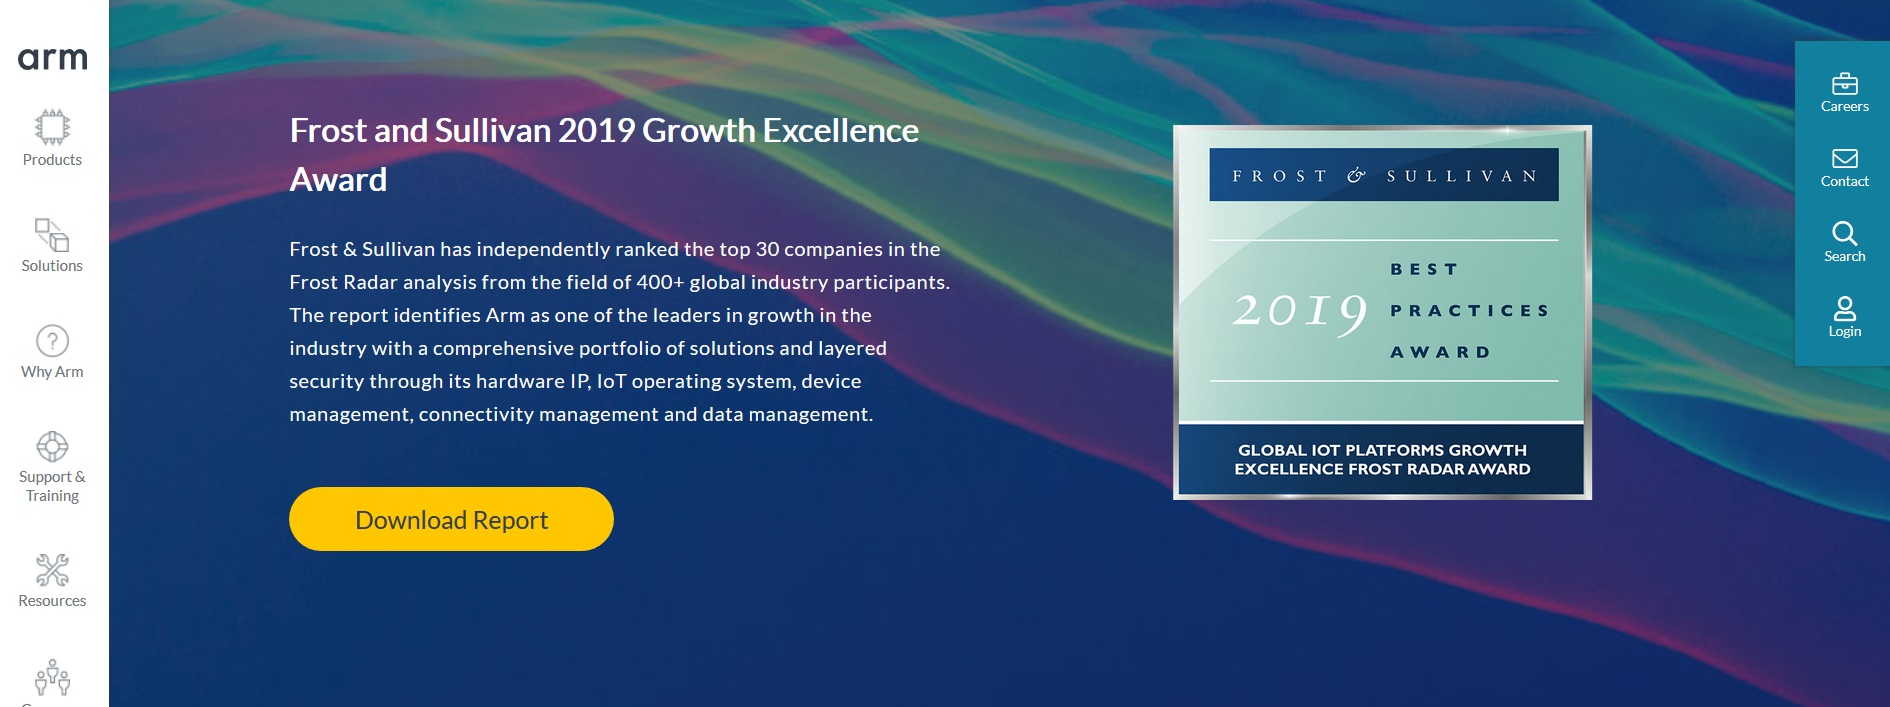 arm
Products
Solutions
?
Why Arm
Support &
Training
Resources
Frost and Sullivan 2019 Growth Excellence
Award
Frost & Sullivan has independently ranked the top 30 companies in the
Frost Radar analysis from the field of 400+ global industry participants.
The report identifies Arm as one of the leaders in growth in the
industry with a comprehensive portfolio of solutions and layered
security through its hardware IP, IoT operating system, device
management, connectivity management and data management.
Download Report
FROST & SULLIVAN
2019
BEST
PRACTICES
AWARD
GLOBAL IOT PLATFORMS GROWTH
EXCELLENCE FROST RADAR AWARD
Careers
Contact
Search
Login